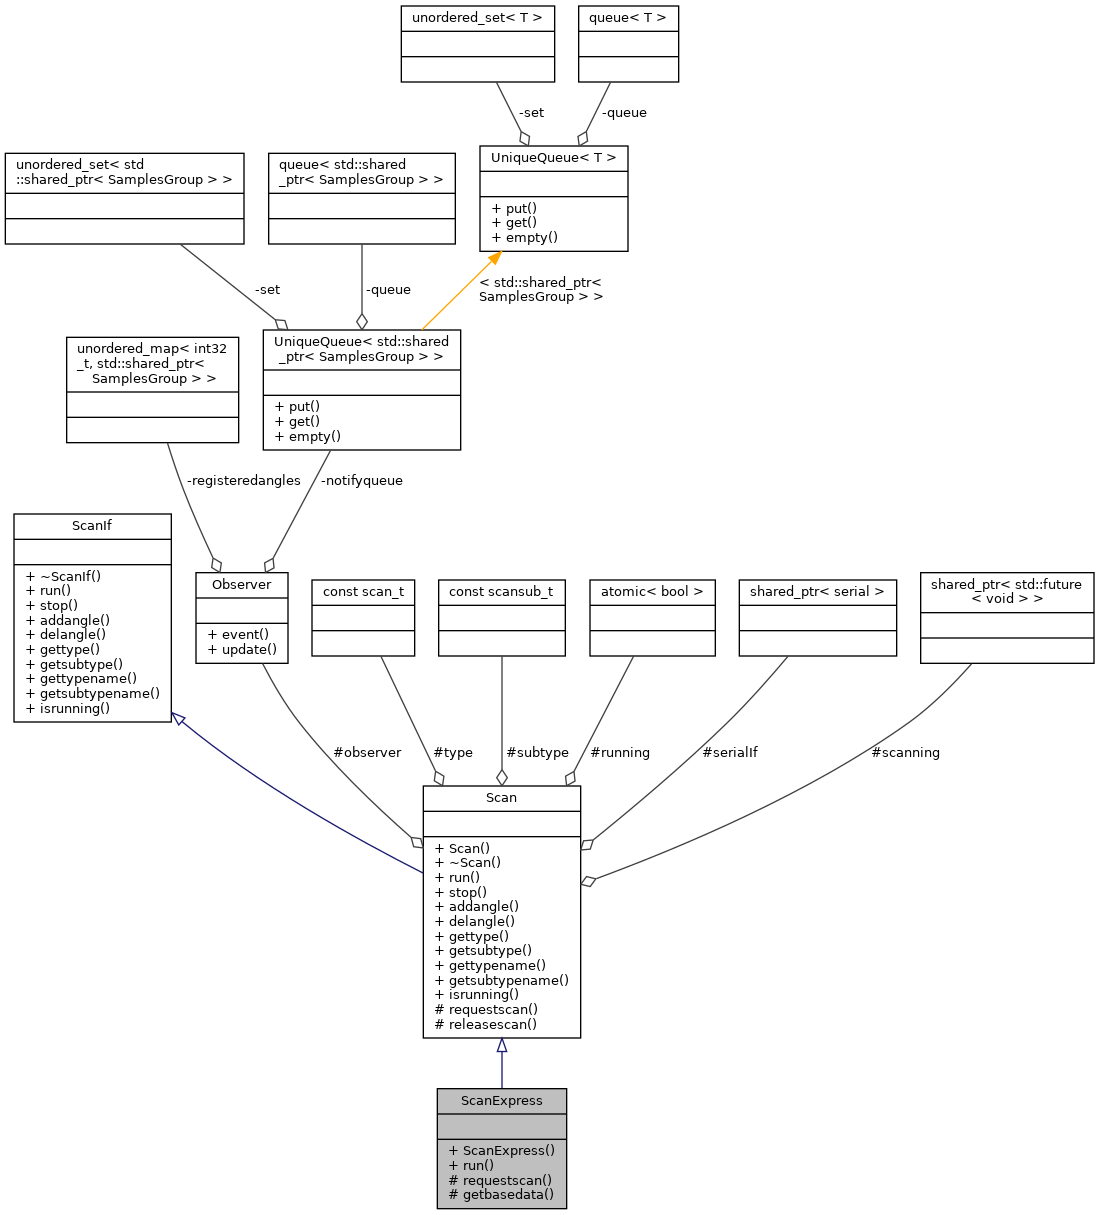 unordered_set< T >
queue< T >
-set
-queue
UniqueQueue< T >
+ put()
+ get()
+ empty()
unordered_set< std
::shared_ptr< SamplesGroup > >
queue< std::shared
_ptr< SamplesGroup > >
-set
-queue
< std::shared_ptr<
SamplesGroup > >
unordered_map< int32
_t, std::shared_ptr<
SamplesGroup > >
UniqueQueue< std::shared
_ptr< SamplesGroup > >
+ put()
+ get()
+ empty()
-registeredangles
-notifyqueue
ScanIf
+ ~ScanIf()
+ run()
+ stop()
+ addangle()
+ delangle()
+ gettype()
+ getsubtype()
+ gettypename()
+ getsubtypename()
+ isrunning()
Observer
+ event()
+ update()
const scan_t
const scansub_t
atomic< bool >
shared_ptr< serial >
shared_ptr< std::future
< void > >
#observer
#type
#subtype
#running
#serialIf
#scanning
Scan
+ Scan()
+ ~Scan()
+ run()
+ stop()
+ addangle()
+ delangle()
+ gettype()
+ getsubtype()
+ gettypename()
+ getsubtypename()
+ isrunning()
# requestscan()
# releasescan()
ScanExpress
+ ScanExpress()
+ run()
# requestscan()
# getbasedata()